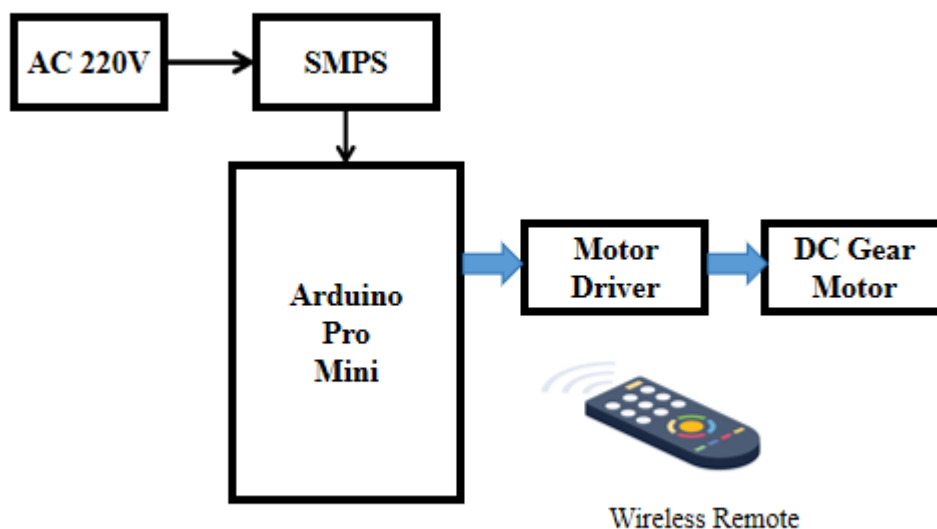 AC 220V
SMPS
Arduino
Pro
Mini
Motor
Driver
DC Gear
Motor
Wireless Remote